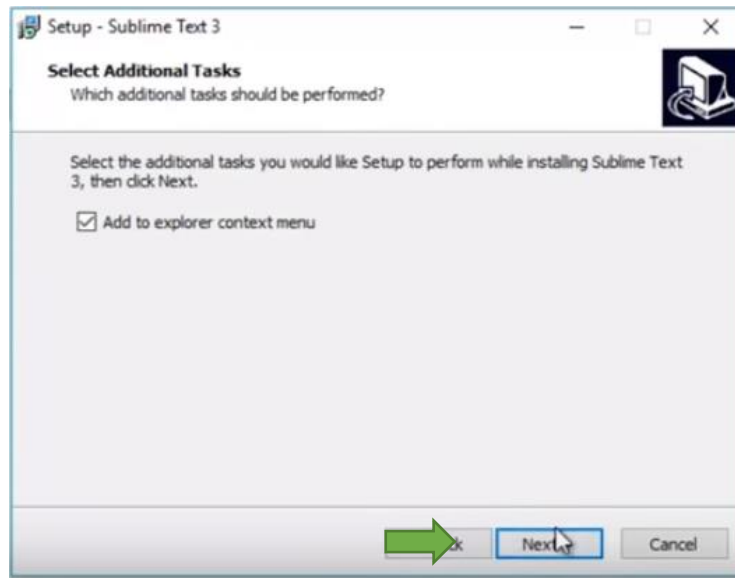 Setup - Sublime Text 3
Select Additional Tasks
Which additional tasks should be performed?
Select the additional tasks you would like Setup to perform while installing Sublime Text
3, then click Next.
Add to explorer context menu
Next
Cancel